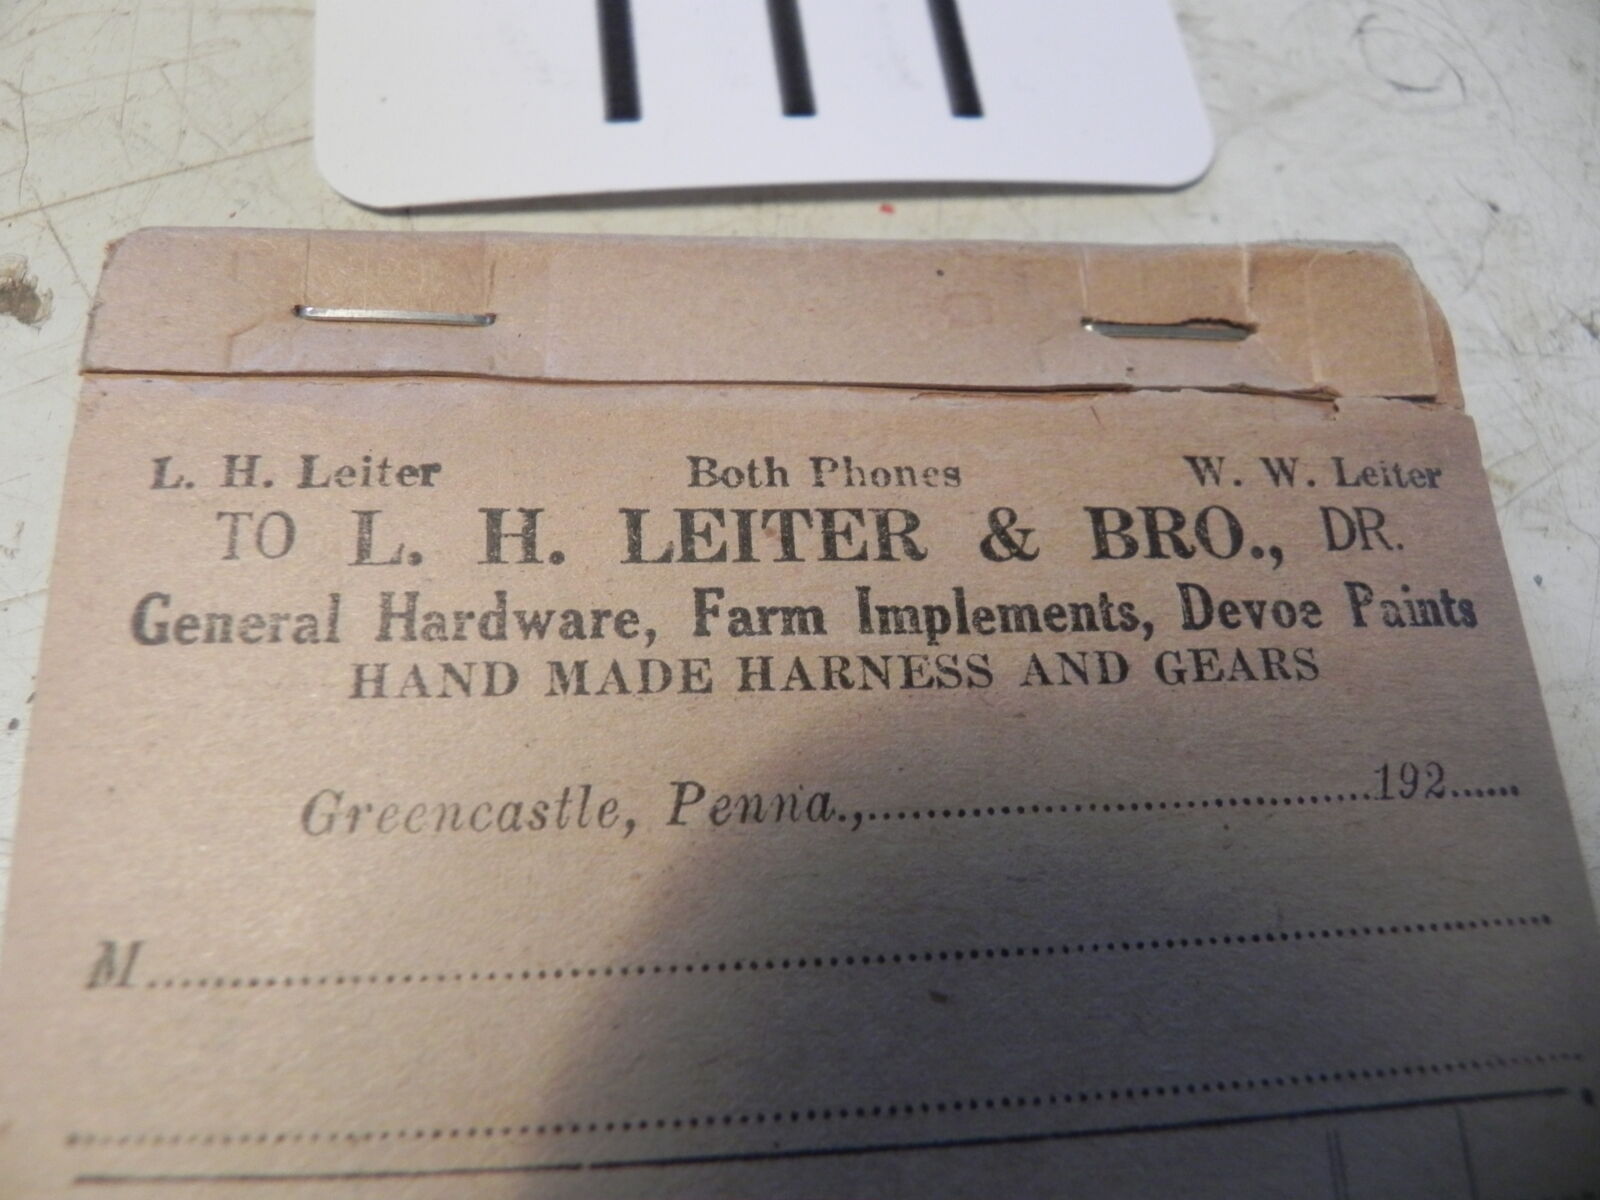 L. H. Leiter Both Phones W. W. Leiter
TO L. H. LEITER & BRO., DR.
General Hardware, Farm Implements, Devoe Paints
HAND MADE HARNESS AND GEARS
Greencastle, Penna.,........................................192......
M................................................................................